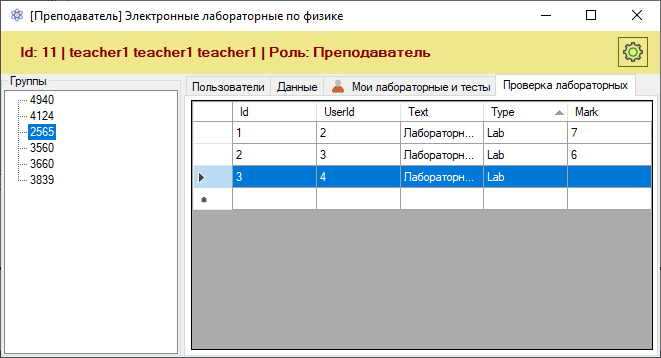 [Преподаватель] Электронные лабораторные по физике
Id: 11 | teacher1 teacher1 teacher1 | Роль: Преподаватель
Группы
4940
4124
2565
3560
3660
3839
Пользователи Данные Мои лабораторные и тесты Проверка лабораторных
Id UserId Text Type Mark
1 2 Лабораторн... Lab 7
2 3 Лабораторн... Lab 6
3 4 Лабораторн... Lab